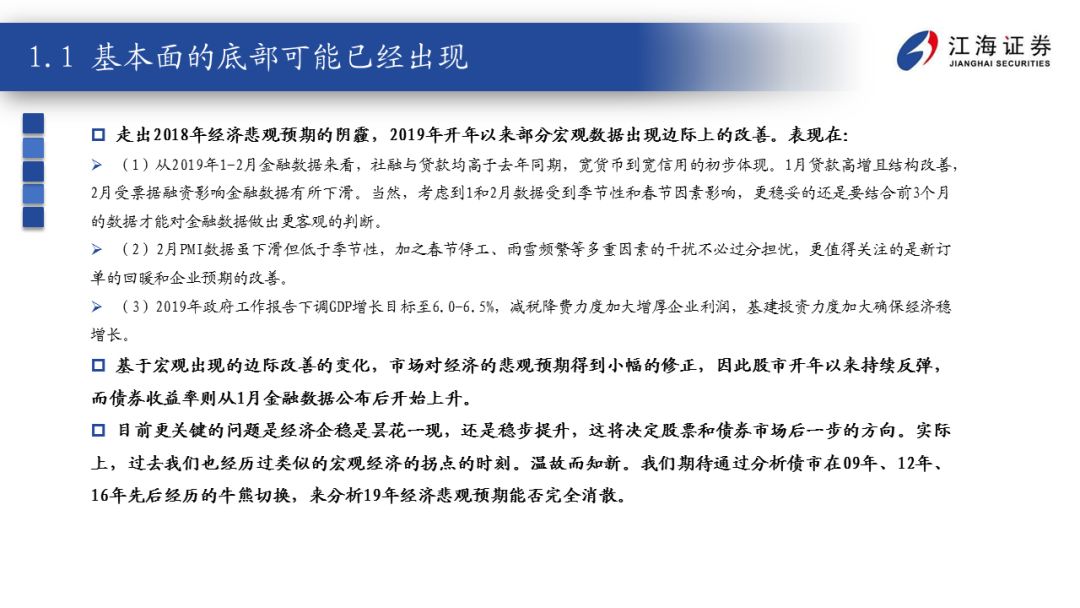 1.1 基本面的底部可能已经出现
江海证券
JIANGHAI SECURITIES
走出2018年经济悲观预期的阴霾，2019年开年以来部分宏观数据出现边际上的改善。表现在：
（1）从2019年1-2月金融数据来看，社融与贷款均高于去年同期，宽货币到宽信用的初步体现。1月贷款高增且结构改善，
2月受票据融资影响金融数据有所下滑。当然，考虑到1和2月数据受到季节性和春节因素影响，更稳妥的还是要结合前3个月
的数据才能对金融数据做出更客观的判断。
（2）2月PMI数据虽下滑但低于季节性，加之春节停工、雨雪频繁等多重因素的干扰不必过分担忧，更值得关注的是新订
单的回暖和企业预期的改善。
（3）2019年政府工作报告下调GDP增长目标至6.0-6.5%，减税降费力度加大增厚企业利润，基建投资力度加大确保经济稳
增长。
基于宏观出现的边际改善的变化，市场对经济的悲观预期得到小幅的修正，因此股市开年以来持续反弹，
而债券收益率则从1月金融数据公布后开始上升。
目前更关键的问题是经济企稳是昙花一现，还是稳步提升，这将决定股票和债券市场后一步的方向。实际
上，过去我们也经历过类似的宏观经济的拐点的时刻。温故而知新。我们期待通过分析债市在09年、12年、
16年先后经历的牛熊切换，来分析19年经济悲观预期能否完全消散。